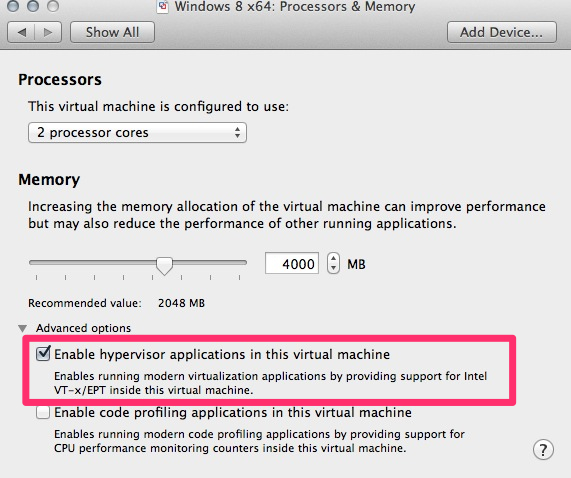 Windows 8 x64: Processors & Memory
Show All
Add Device...
Processors
This virtual machine is configured to use:
2 processor cores
Memory
Increasing the memory allocation of the virtual machine can improve performance
but may also reduce the performance of other running applications.
4000 MB
Recommended value: 2048 MB
Advanced options
Enable hypervisor applications in this virtual machine
Enables running modern virtualization applications by providing support for Intel
VT-x/EPT inside this virtual machine.
Enable code profiling applications in this virtual machine
Enables running modern code profiling applications by providing support for
CPU performance monitoring counters inside this virtual machine.
?